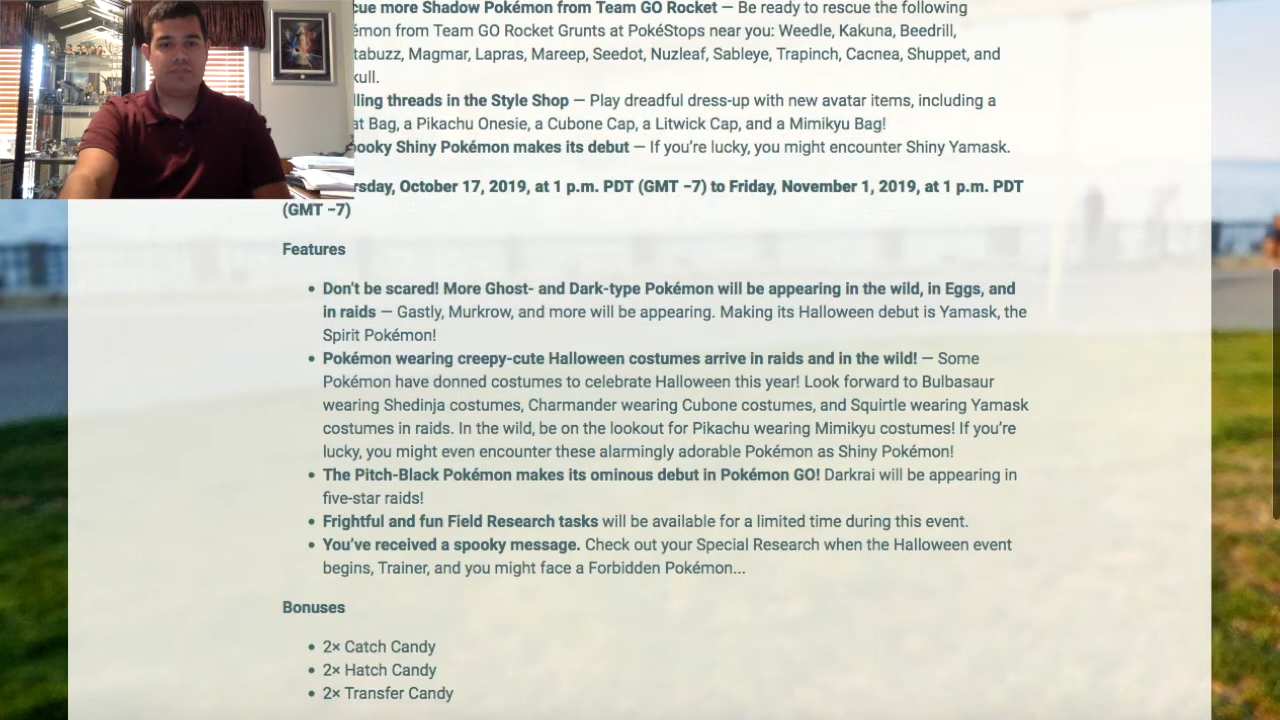 cue more Shadow Pokémon from Team GO Rocket — Be ready to rescue the following
émon from Team GO Rocket Grunts at PokéStops near you: Weedle, Kakuna, Beedrill,
tabuzz, Magmar, Lapras, Mareep, Seedot, Nuzleaf, Sableye, Trapinch, Cacnea, Shuppet, and
kull.
lling threads in the Style Shop — Play dreadful dress-up with new avatar items, including a
at Bag, a Pikachu Onesie, a Cubone Cap, a Litwick Cap, and a Mimikyu Bag!
pooky Shiny Pokémon makes its debut — If you’re lucky, you might encounter Shiny Yamask.
rsday, October 17, 2019, at 1 p.m. PDT (GMT −7) to Friday, November 1, 2019, at 1 p.m. PDT
(GMT −7)
Features
• Don’t be scared! More Ghost- and Dark-type Pokémon will be appearing in the wild, in Eggs, and
in raids — Gastly, Murkrow, and more will be appearing. Making its Halloween debut is Yamask, the
Spirit Pokémon!
• Pokémon wearing creepy-cute Halloween costumes arrive in raids and in the wild! — Some
Pokémon have donned costumes to celebrate Halloween this year! Look forward to Bulbasaur
wearing Shedinja costumes, Charmander wearing Cubone costumes, and Squirtle wearing Yamask
costumes in raids. In the wild, be on the lookout for Pikachu wearing Mimikyu costumes! If you’re
lucky, you might even encounter these alarmingly adorable Pokémon as Shiny Pokémon!
• The Pitch-Black Pokémon makes its ominous debut in Pokémon GO! Darkrai will be appearing in
five-star raids!
• Frightful and fun Field Research tasks will be available for a limited time during this event.
• You’ve received a spooky message. Check out your Special Research when the Halloween event
begins, Trainer, and you might face a Forbidden Pokémon...
Bonuses
• 2× Catch Candy
• 2× Hatch Candy
• 2× Transfer Candy